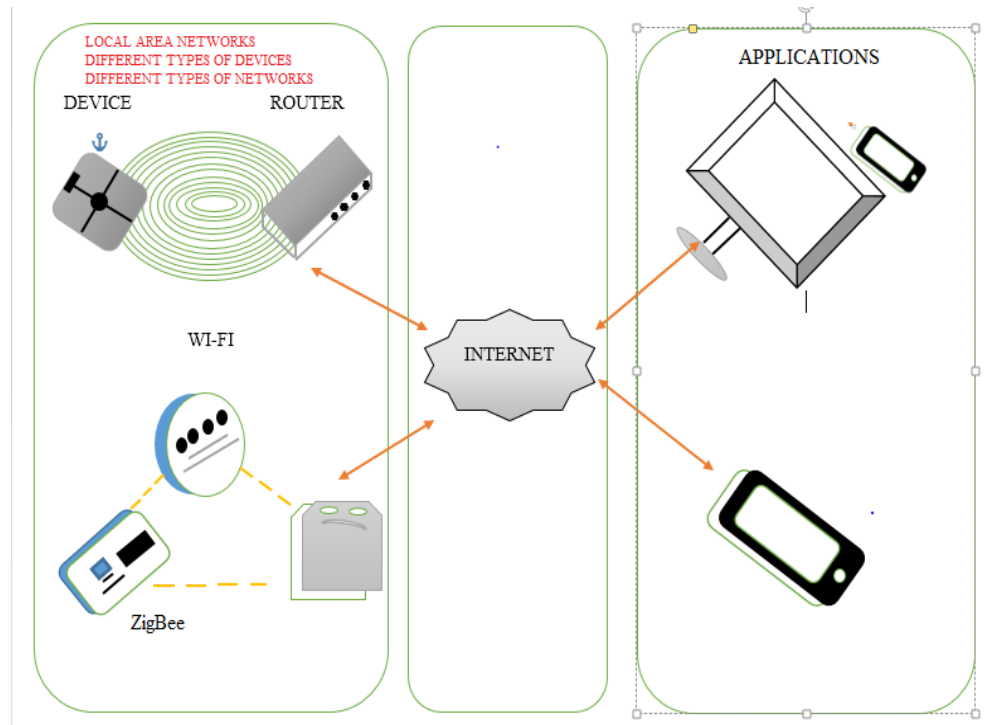 LOCAL AREA NETWORKS
DIFFERENT TYPES OF DEVICES
DIFFERENT TYPES OF NETWORKS
DEVICE
ROUTER
WI-FI
ZigBee
INTERNET
APPLICATIONS